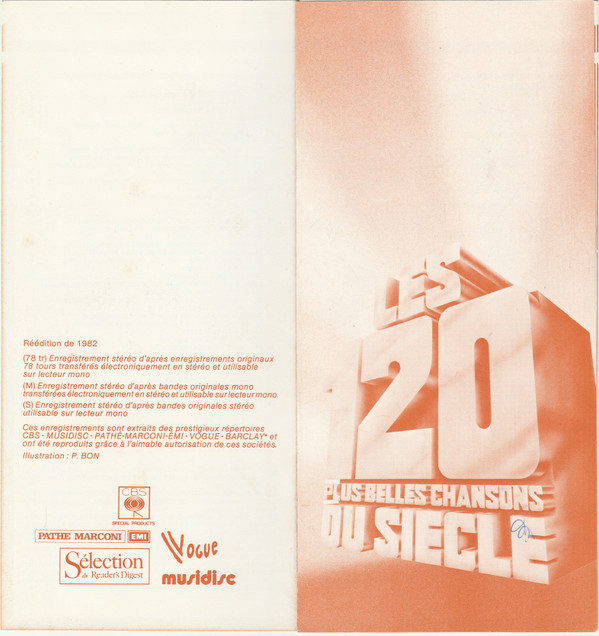 Réédition de 1982
(78 tr) Enregistrement stéréo d'après enregistrements originaux
78 tours transférés électroniquement en stéréo et utilisable
sur lecteur mono
(M) Enregistrement stéréo d'après bandes originales mono
transférées électroniquement en stéréo et utilisable sur lecteur mono
(S) Enregistrement stéréo d'après bandes originales stéréo
utilisable sur lecteur mono
Ces enregistrements sont extraits des prestigieux répertoires
CBS - MUSIDISC - PATHÉ-MARCONI-EMI - VOGUE - BARCLAY* et
ont été reproduits grâce à l'aimable autorisation de ces sociétés.
Illustration : P. BON
CBS
SPECIAL PRODUCTS
PATHE MARCONI EMI
Vogue
Sélection
du Reader's Digest
musidisc
LES
20
PLUS BELLES CHANSONS
DU SIECLE